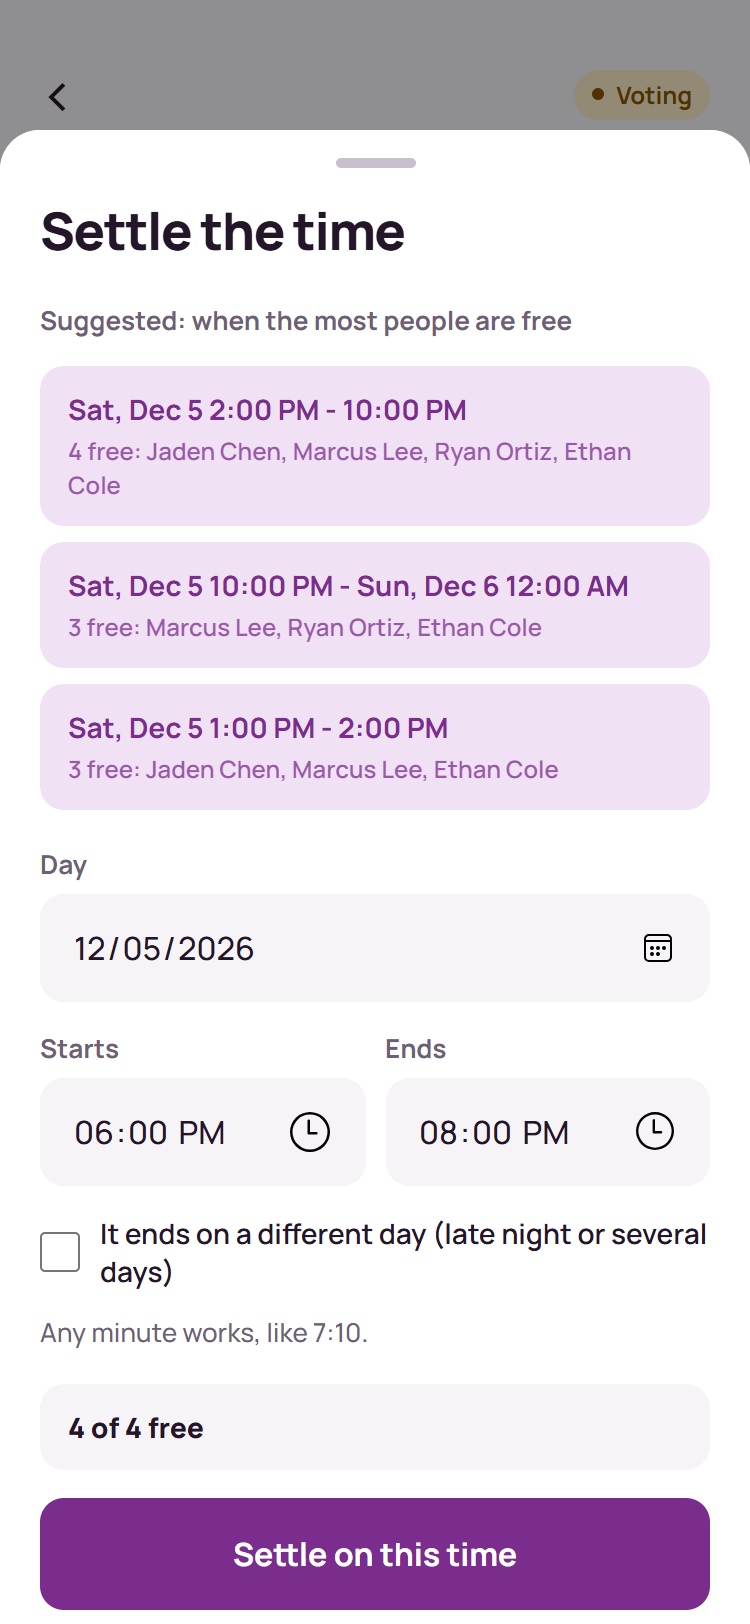 Voting
Settle the time
Suggested: when the most people are free
Sat, Dec 5 2:00 PM - 10:00 PM
4 free: Jaden Chen, Marcus Lee, Ryan Ortiz, Ethan
Cole
Sat, Dec 5 10:00 PM - Sun, Dec 6 12:00 AM
3 free: Marcus Lee, Ryan Ortiz, Ethan Cole
Sat, Dec 5 1:00 PM - 2:00 PM
3 free: Jaden Chen, Marcus Lee, Ethan Cole
Day
12/05/2026
Starts
Ends
06:00 PM
08:00 PM
It ends on a different day (late night or several
days)
Any minute works, like 7:10.
4 of 4 free
Settle on this time